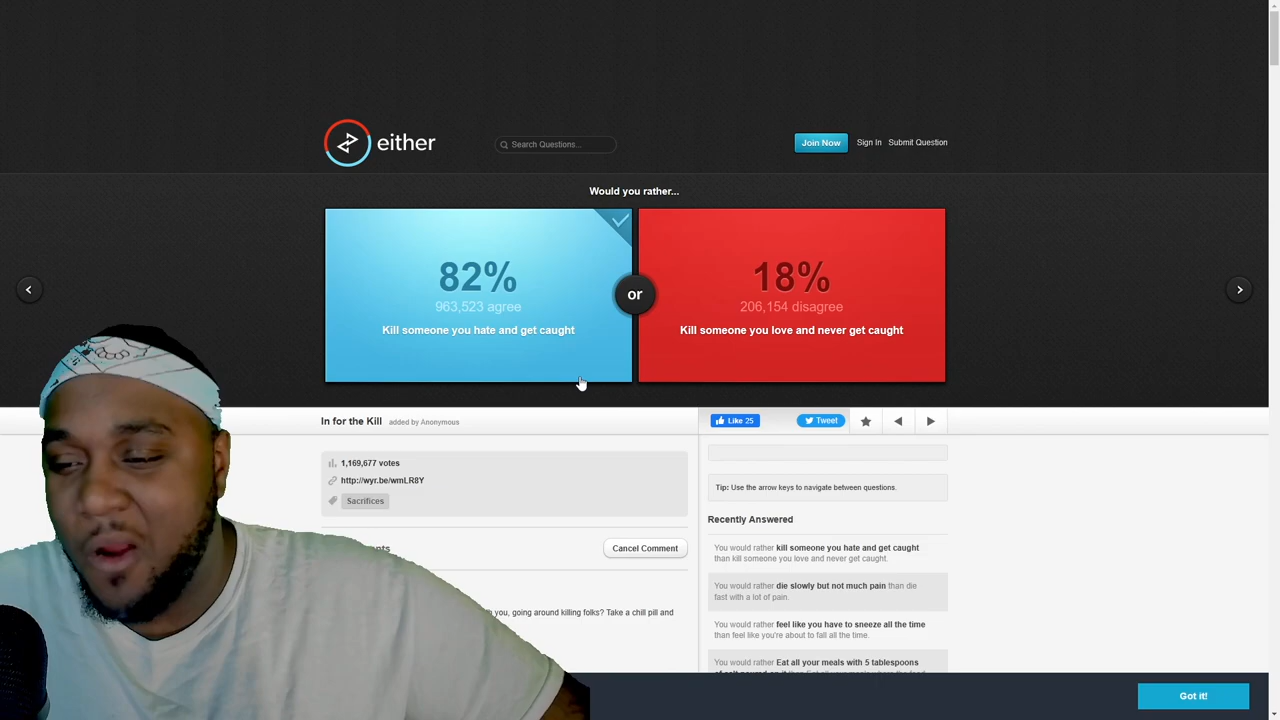 either
Search Questions...
Join Now
Sign In
Submit Question
Would you rather...
82%
963,523 agree
Kill someone you hate and get caught
or
18%
206,154 disagree
Kill someone you love and never get caught
In for the Kill added by Anonymous
Like 25
Tweet
1,169,677 votes
http://wyr.be/wmLR8Y
Sacrifices
Cancel Comment
you, going around killing folks? Take a chill pill and
Tip: Use the arrow keys to navigate between questions.
Recently Answered
You would rather kill someone you hate and get caught
than kill someone you love and never get caught.
You would rather die slowly but not much pain than die
fast with a lot of pain.
You would rather feel like you have to sneeze all the time
than feel like you're about to fall all the time.
You would rather Eat all your meals with 5 tablespoons
Got it!